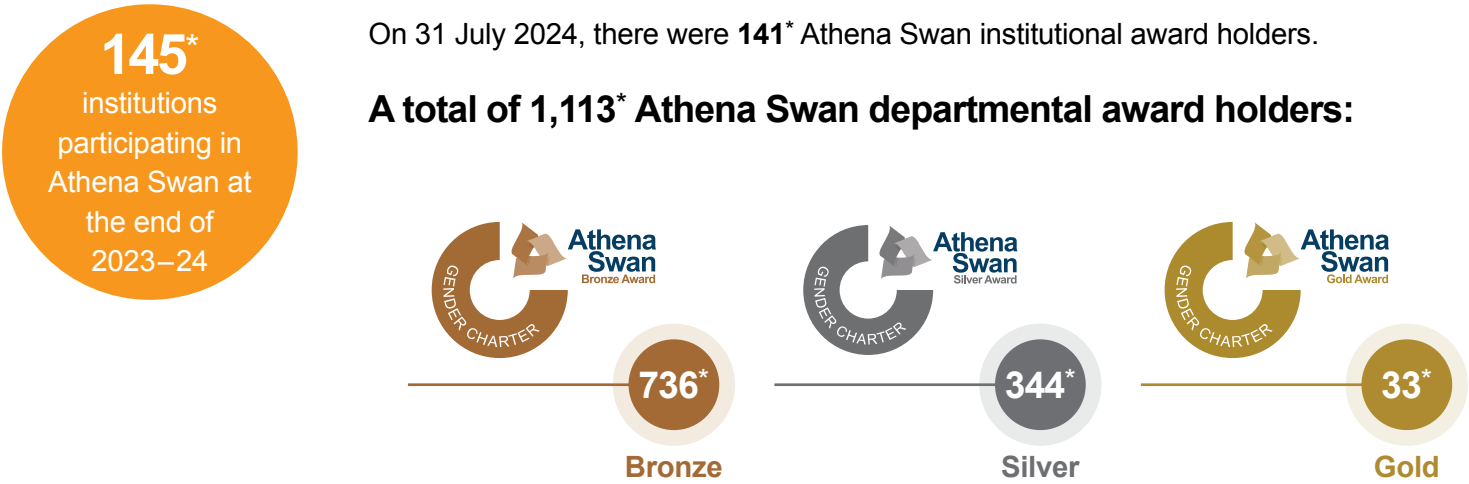 145*
institutions
participating in
Athena Swan at
the end of
2023–24
On 31 July 2024, there were 141* Athena Swan institutional award holders.
A total of 1,113* Athena Swan departmental award holders:
GENDER CHARTER
Athena
Swan
Bronze Award
736*
Bronze
GENDER CHARTER
Athena
Swan
Silver Award
344*
Silver
GENDER CHARTER
Athena
Swan
Gold Award
33*
Gold